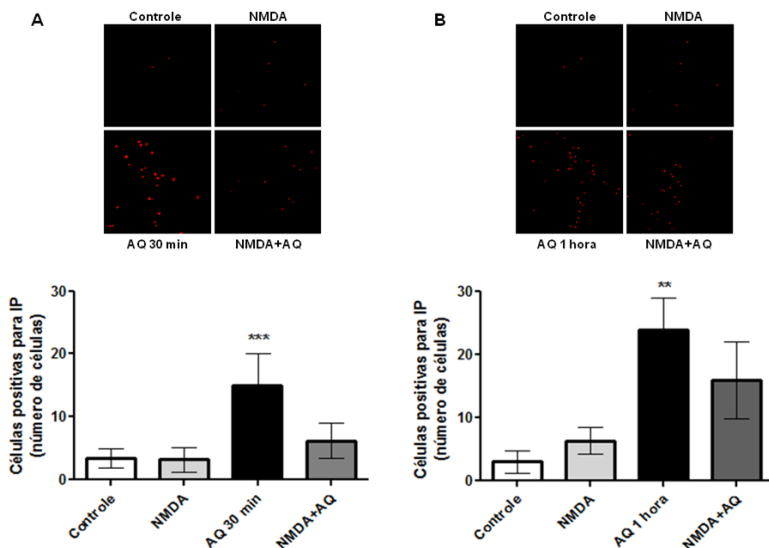 A
Controle
NMDA
AQ 30 min
NMDA+AQ
Células positivas para IP
(número de células)
30
20
10
0
***
Controle
NMDA
AQ 30 min
NMDA+AQ
B
Controle
NMDA
AQ 1 hora
NMDA+AQ
Células positivas para IP
(número de células)
30
20
10
0
**
Controle
NMDA
AQ 1 hora
NMDA+AQ